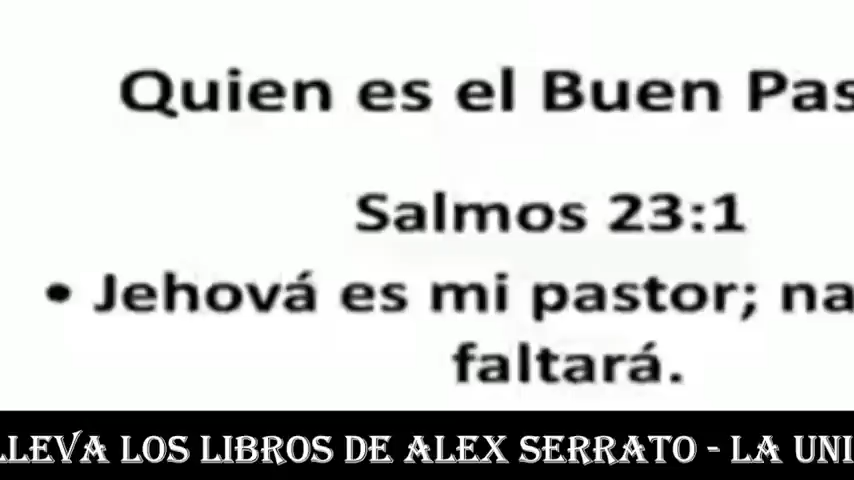 Quien es el Buen Pas
Salmos 23:1
• Jehová es mi pastor; na
faltará.
LLEVA LOS LIBROS DE ALEX SERRATO - LA UNI